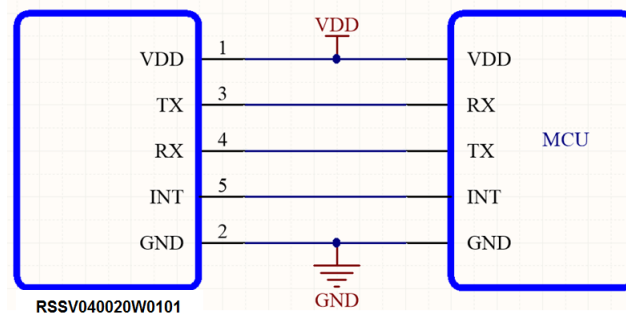 VDD
VDD 1 VDD
TX 3 RX
RX 4 TX
MCU
INT 5 INT
GND 2 GND
GND
RSSV040020W0101